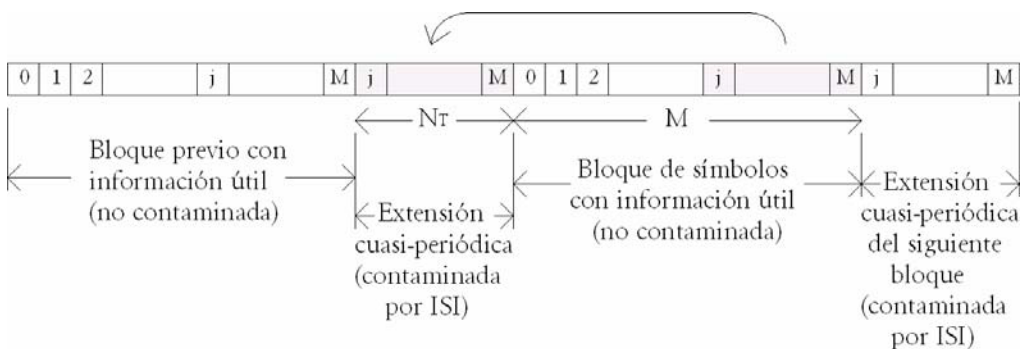 0 1 2 j M j M 0 1 2 j M j M
NT M
Bloque previo con
información útil
(no contaminada)
Extensión
cuasi-periódica
(contaminada
por ISI)
Bloque de símbolos
con información útil
(no contaminada)
Extensión
cuasi-periódica
del siguiente
bloque
(contaminada
por ISI)